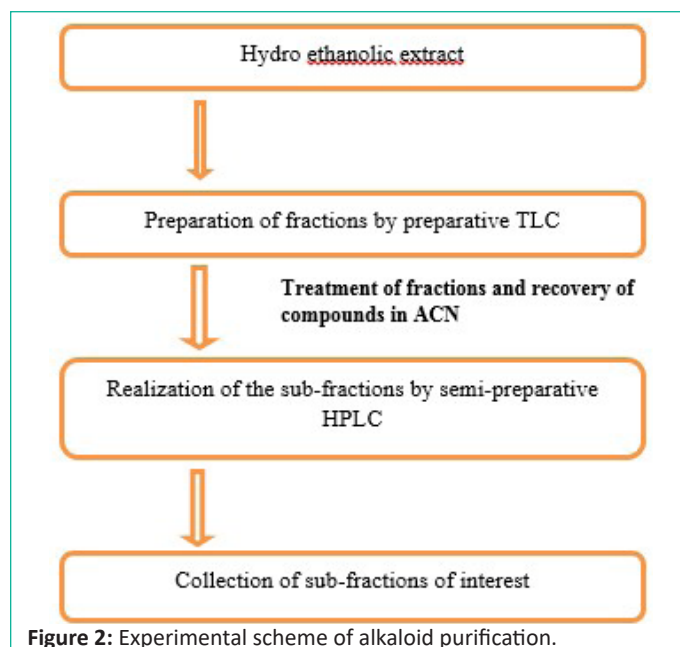 Hydro ethanolic extract
Preparation of fractions by preparative TLC
Treatment of fractions and recovery of
compounds in ACN
Realization of the sub-fractions by semi-preparative
HPLC
Collection of sub-fractions of interest
Figure 2: Experimental scheme of alkaloid purification.